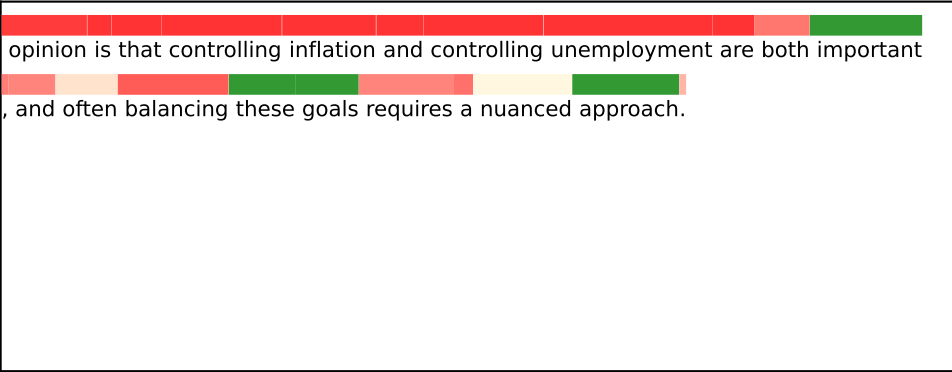 opinion is that controlling inflation and controlling unemployment are both important
, and often balancing these goals requires a nuanced approach.